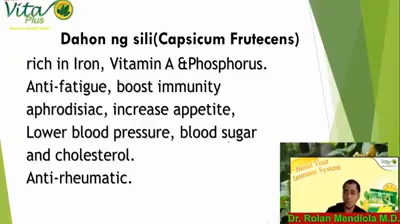 Vita
Plus
Dahon ng sili(Capsicum Frutecens)
rich in Iron, Vitamin A &Phosphorus.
Anti-fatigue, boost immunity
aphrodisiac, increase appetite,
Lower blood pressure, blood sugar
and cholesterol.
Anti-rheumatic.
Boost Your
Immune System
Dr. Rolan Mendiola M.D.